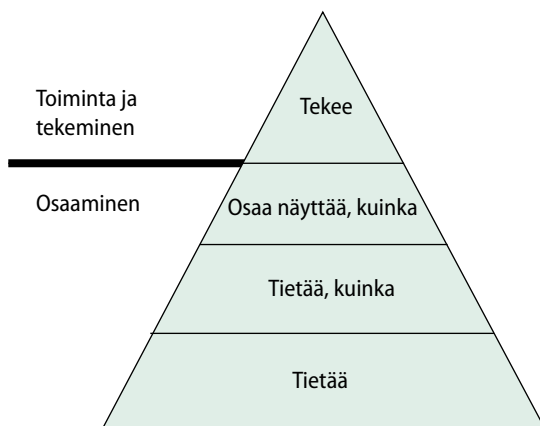 Toiminta ja
tekeminen
Tekee
Osaaminen
Osaa näyttää, kuinka
Tietää, kuinka
Tietää